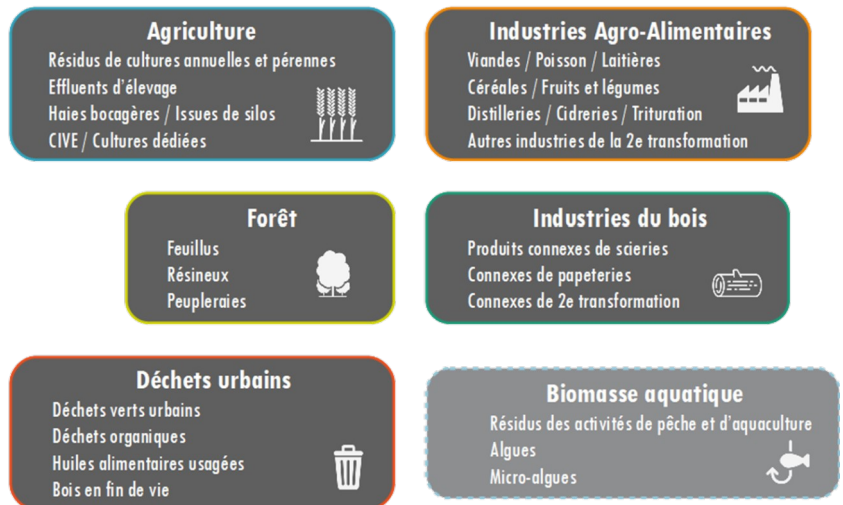 Agriculture
Résidus de cultures annuelles et pérennes
Effluents d'élevage
Haies bocagères / Issues de silos
CIVE / Cultures dédiées
Industries Agro-Alimentaires
Viandes / Poisson / Laitières
Céréales / Fruits et légumes
Distilleries / Cidreries / Trituration
Autres industries de la 2e transformation
Forêt
Feuillus
Résineux
Peupleraies
Industries du bois
Produits connexes de scieries
Connexes de papeteries
Connexes de 2e transformation
Déchets urbains
Déchets verts urbains
Déchets organiques
Huiles alimentaires usagées
Bois en fin de vie
Biomasse aquatique
Résidus des activités de pêche et d'aquaculture
Algues
Micro-algues